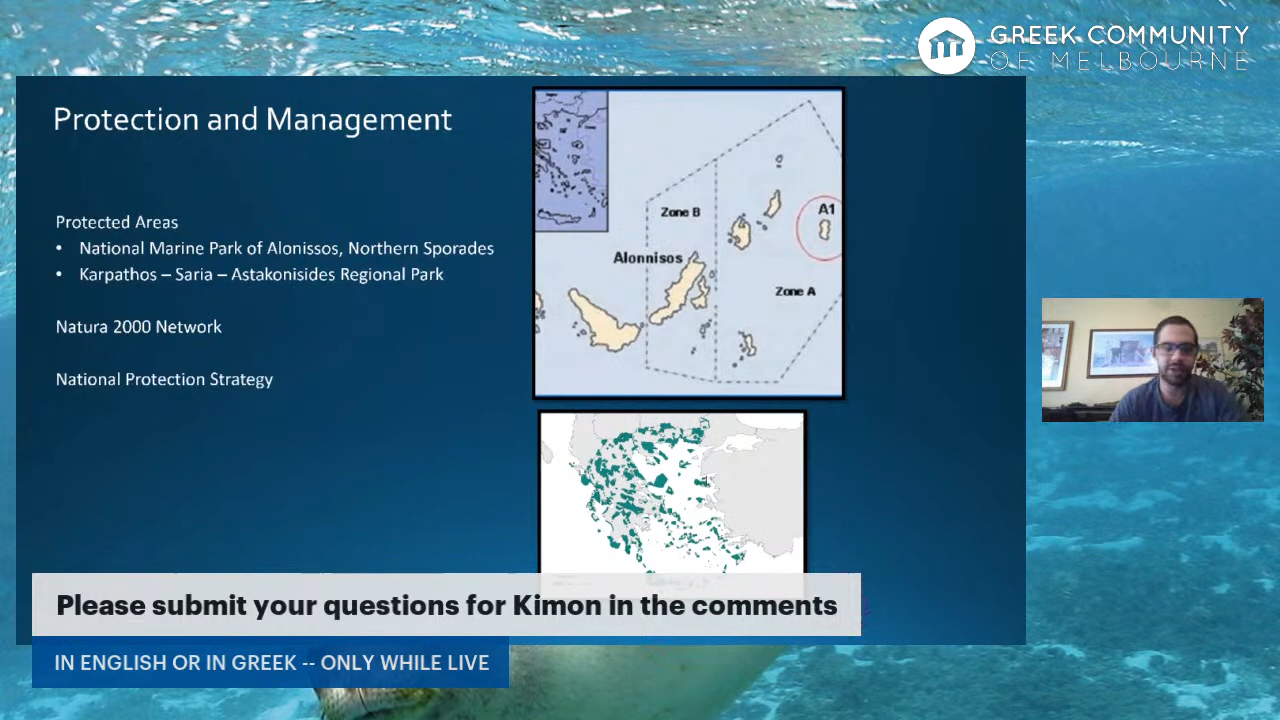 GREEK COMMUNITY
OF MELBOURNE
Protection and Management
Protected Areas
• National Marine Park of Alonissos, Northern Sporades
• Karpathos – Saria – Astakonisides Regional Park
Natura 2000 Network
National Protection Strategy
Zone B
A1
Alonnisos
Zone A
Please submit your questions for Kimon in the comments
IN ENGLISH OR IN GREEK -- ONLY WHILE LIVE